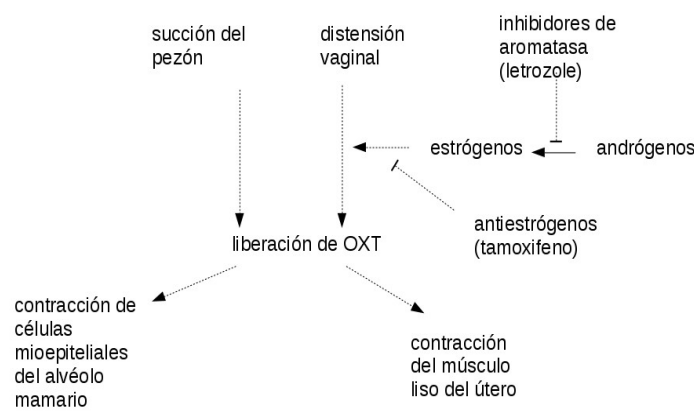 succión del
pezón
distensión
vaginal
inhibidores de
aromatasa
(letrozole)
estrógenos
andrógenos
antiestrógenos
(tamoxifeno)
liberación de OXT
contracción de
células
mioepiteliales
del alvéolo
mamario
contracción
del músculo
liso del útero